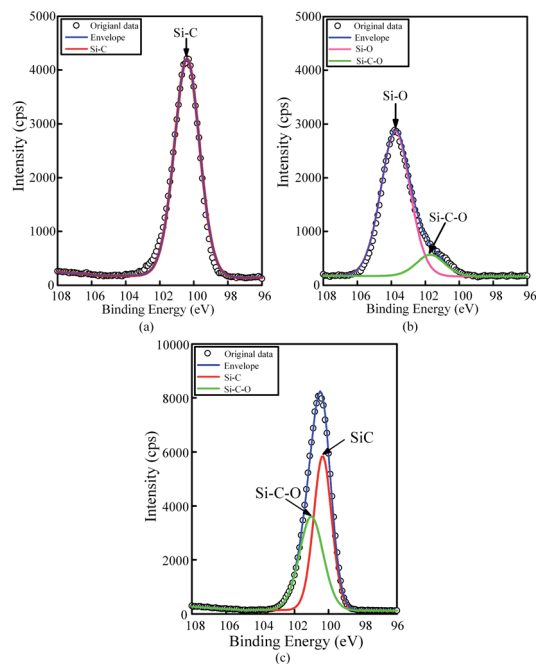 (a)
Origianl data
Envelope
Si-C
Si-C
5000
4000
3000
2000
1000
0
Intensity (cps)
108 106 104 102 100 98 96
Binding Energy (eV)
(a)
(b)
Original data
Envelope
Si-O
Si-C-O
Si-O
Si-C-O
5000
4000
3000
2000
1000
0
Intensity (cps)
108 106 104 102 100 98 96
Binding Energy (eV)
(b)
Original data
Envelope
Si-C
Si-C-O
SiC
Si-C-O
10000
8000
6000
4000
2000
0
Intensity (cps)
108 106 104 102 100 98 96
Binding Energy (eV)
(c)